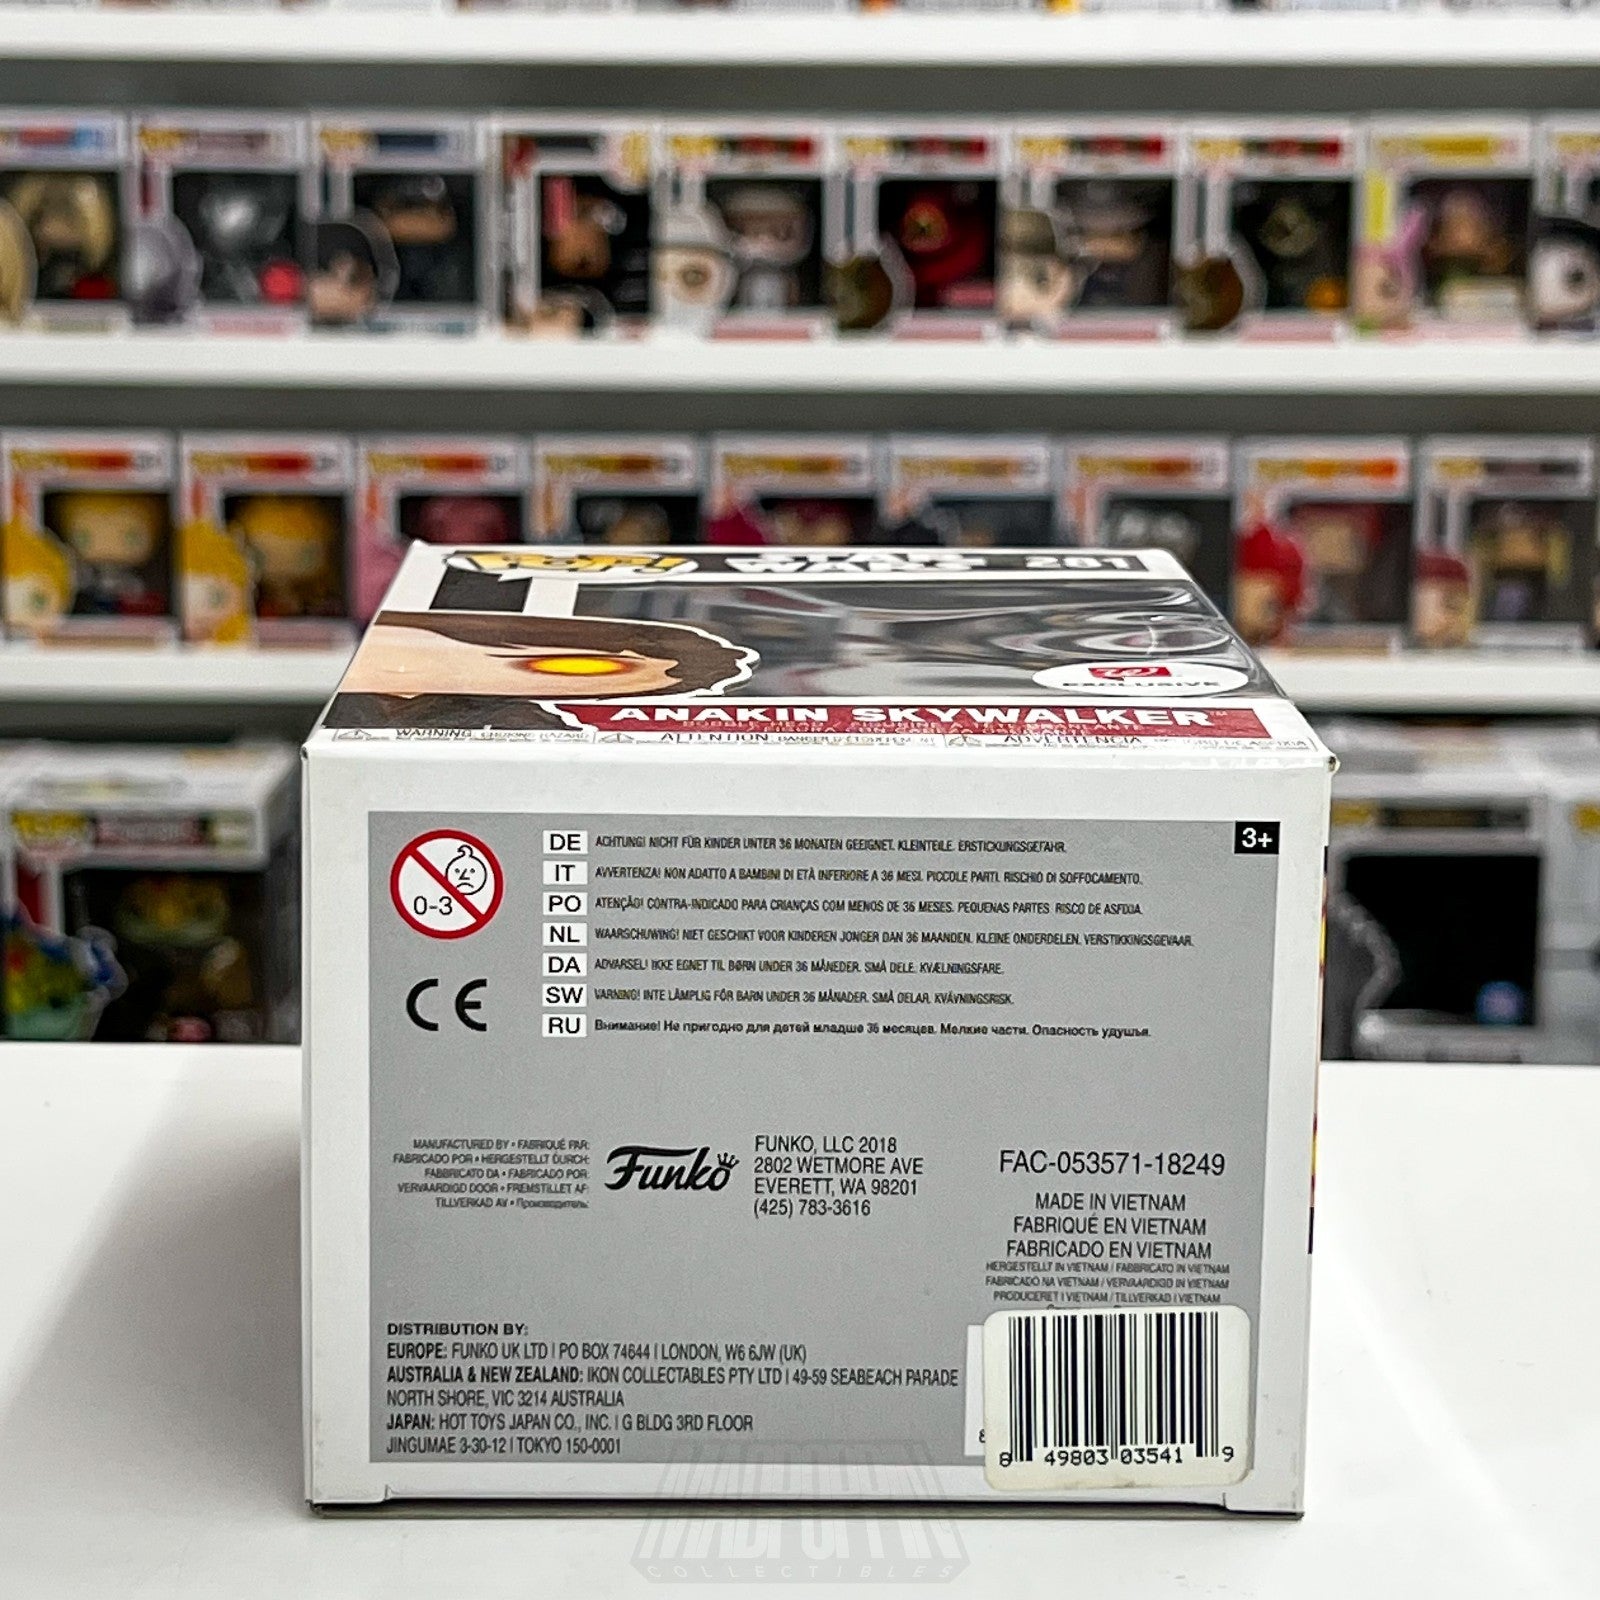 POP!
STAR
WARS
281
W
EXCLUSIVE
ANAKIN SKYWALKER™
BOBBLE-HEAD / FIGURINE À TÊTE BRANLANTE
/ FIGURA CON CABEZA OSCILANTE
WARNING: CHOKING HAZARD
ATTENTION
ADVERTENCIA
3+
0-3
DE ACHTUNG! NICHT FÜR KINDER UNTER 36 MONATEN GEEIGNET. KLEINTEILE. ERSTICKUNGSGEFAHR.
IT AVVERTENZA! NON ADATTO A BAMBINI DI ETÀ INFERIORE A 36 MESI. PICCOLE PARTI. RISCHIO DI SOFFOCAMENTO.
PO ATENÇÃO! CONTRA-INDICADO PARA CRIANÇAS COM MENOS DE 36 MESES. PEQUENAS PARTES. RISCO DE ASFIXIA.
NL WAARSCHUWING! NIET GESCHIKT VOOR KINDEREN JONGER DAN 36 MAANDEN. KLEINE ONDERDELEN. VERSTIKKINGSGEVAAR.
DA ADVARSEL! IKKE EGNET TIL BØRN UNDER 36 MÅNEDER. SMÅ DELE. KVÆLNINGSFARE.
SW VARNING! INTE LÄMPLIG FÖR BARN UNDER 36 MÅNADER. SMÅ DELAR. KVÄVNINGSRISK.
RU Внимание! Не пригодно для детей младше 36 месяцев. Мелкие части. Опасность удушья.
CE
MANUFACTURED BY • FABRIQUÉ PAR:
FABRICADO POR • HERGESTELLT DURCH:
FABBRICATO DA • FABRICADO POR:
VERVAARDIGD DOOR • FREMSTILLET AF:
TILLVERKAD AV • Производитель:
Funko
FUNKO, LLC 2018
2802 WETMORE AVE
EVERETT, WA 98201
(425) 783-3616
FAC-053571-18249
MADE IN VIETNAM
FABRIQUÉ EN VIETNAM
FABRICADO EN VIETNAM
HERGESTELLT IN VIETNAM / FABBRICATO IN VIETNAM
FABRICADO NA VIETNAM / VERVAARDIGD IN VIETNAM
PRODUCERET I VIETNAM / TILLVERKAD I VIETNAM
DISTRIBUTION BY:
EUROPE: FUNKO UK LTD | PO BOX 74644 | LONDON, W6 6JW (UK)
AUSTRALIA & NEW ZEALAND: IKON COLLECTABLES PTY LTD | 49-59 SEABEACH PARADE
NORTH SHORE, VIC 3214 AUSTRALIA
JAPAN: HOT TOYS JAPAN CO., INC. | G BLDG 3RD FLOOR
JINGUMAE 3-30-12 | TOKYO 150-0001
8 49803 03541 9
COLLECTIBLES